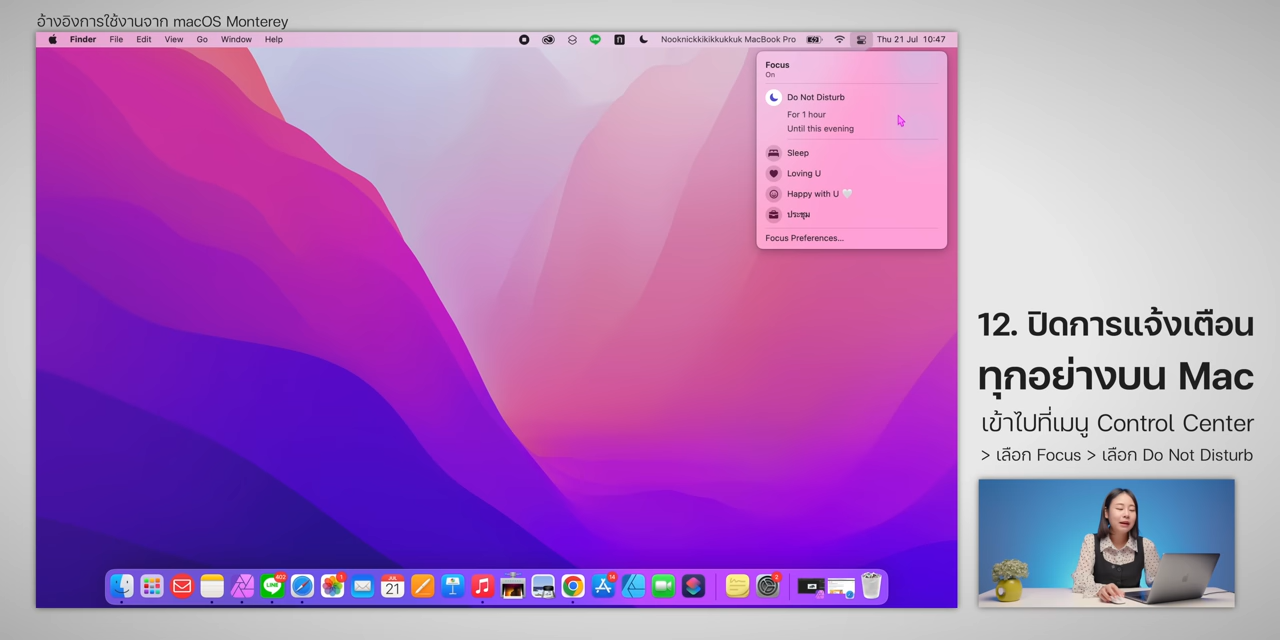 อ้างอิงการใช้งานจาก macOS Monterey
Finder File Edit View Go Window Help
Nooknickkikikkukkuk MacBook Pro Thu 21 Jul 10:47
Focus
On
Do Not Disturb
For 1 hour
Until this evening
Sleep
Loving U
Happy with U 🤍
ประชุม
Focus Preferences...
12. ปิดการแจ้งเตือน
ทุกอย่างบน Mac
เข้าไปที่เมนู Control Center
> เลือก Focus > เลือก Do Not Disturb
LINE
JUL
21